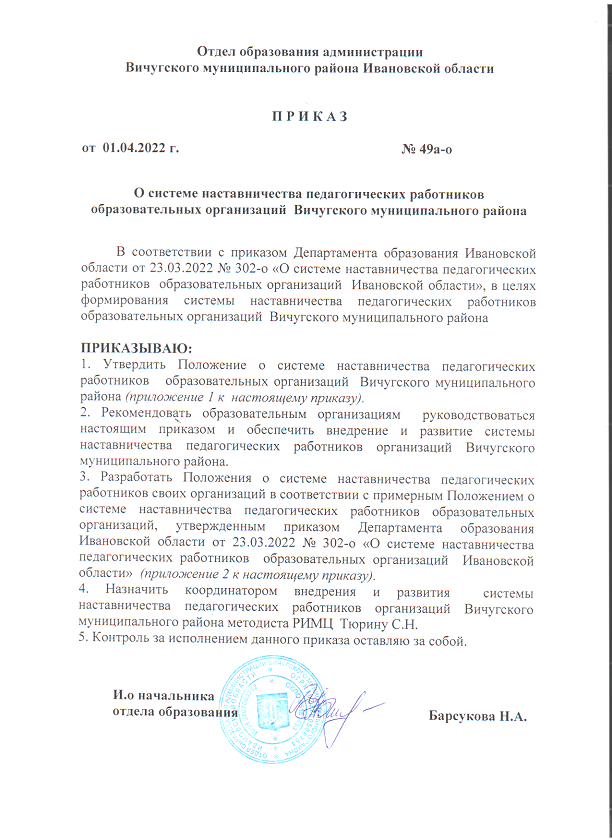 Отдел образования администрации
Вичугского муниципального района Ивановской области
П Р И К А З
от 01.04.2022 г. № 49а-о
О системе наставничества педагогических работников
образовательных организаций Вичугского муниципального района
В соответствии с приказом Департамента образования Ивановской
области от 23.03.2022 № 302-о «О системе наставничества педагогических
работников образовательных организаций Ивановской области», в целях
формирования системы наставничества педагогических работников
образовательных организаций Вичугского муниципального района
ПРИКАЗЫВАЮ:
1. Утвердить Положение о системе наставничества педагогических
работников образовательных организаций Вичугского муниципального
района (приложение 1 к настоящему приказу).
2. Рекомендовать образовательным организациям руководствоваться
настоящим приказом и обеспечить внедрение и развитие системы
наставничества педагогических работников организаций Вичугского
муниципального района.
3. Разработать Положения о системе наставничества педагогических
работников своих организаций в соответствии с примерным Положением о
системе наставничества педагогических работников образовательных
организаций, утвержденным приказом Департамента образования
Ивановской области от 23.03.2022 № 302-о «О системе наставничества
педагогических работников образовательных организаций Ивановской
области» (приложение 2 к настоящему приказу).
4. Назначить координатором внедрения и развития системы
наставничества педагогических работников организаций Вичугского
муниципального района методиста РИМЦ Тюрину С.Н.
5. Контроль за исполнением данного приказа оставляю за собой.
И.о начальника
отдела образования Барсукова Н.А.